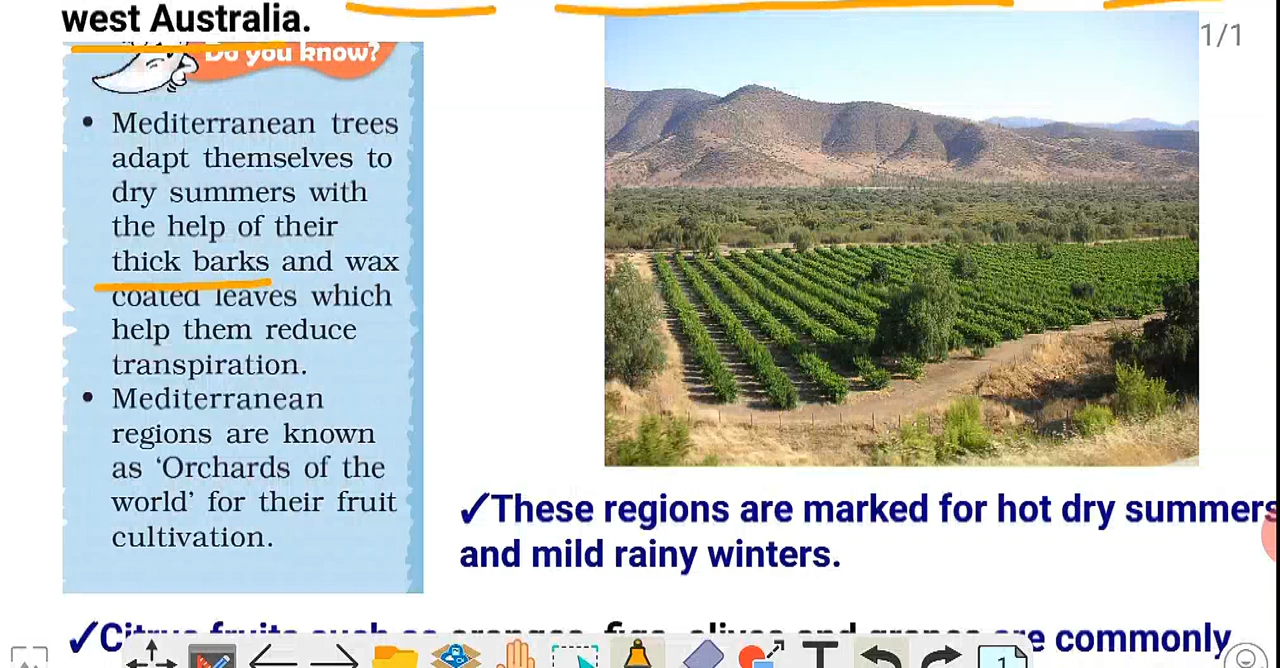 west Australia.
1/1
Do you know?
• Mediterranean trees
adapt themselves to
dry summers with
the help of their
thick barks and wax
coated leaves which
help them reduce
transpiration.
• Mediterranean
regions are known
as ‘Orchards of the
world’ for their fruit
cultivation.
✓These regions are marked for hot dry summers
and mild rainy winters.
✓Citrus fruits such as oranges, figs, olives and grapes are commonly
T
1